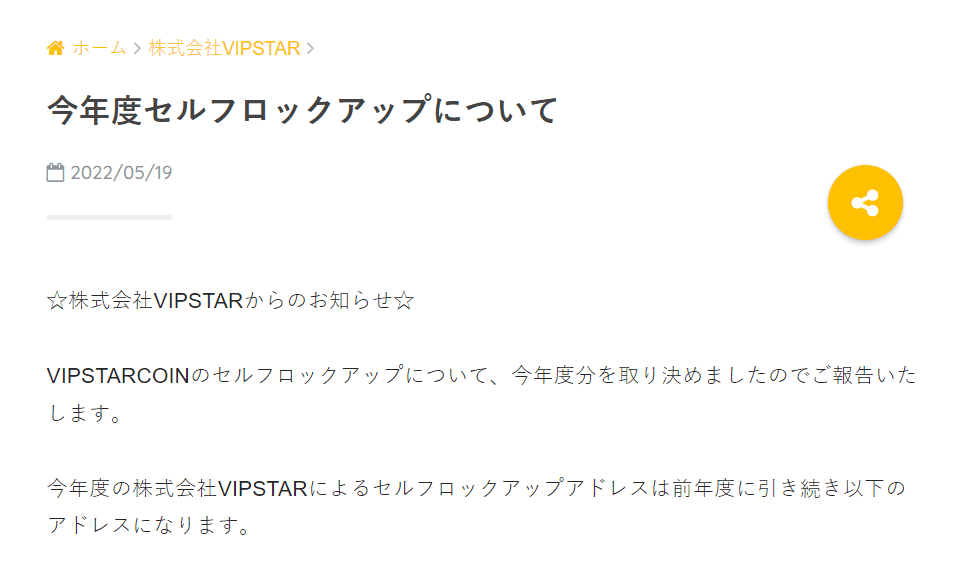 ホーム 株式会社VIPSTAR
今年度セルフロックアップについて
2022/05/19
☆株式会社VIPSTARからのお知らせ☆
VIPSTARCOINのセルフロックアップについて、今年度分を取り決めましたのでご報告いた
します。
今年度の株式会社VIPSTARによるセルフロックアップアドレスは前年度に引き続き以下の
アドレスになります。